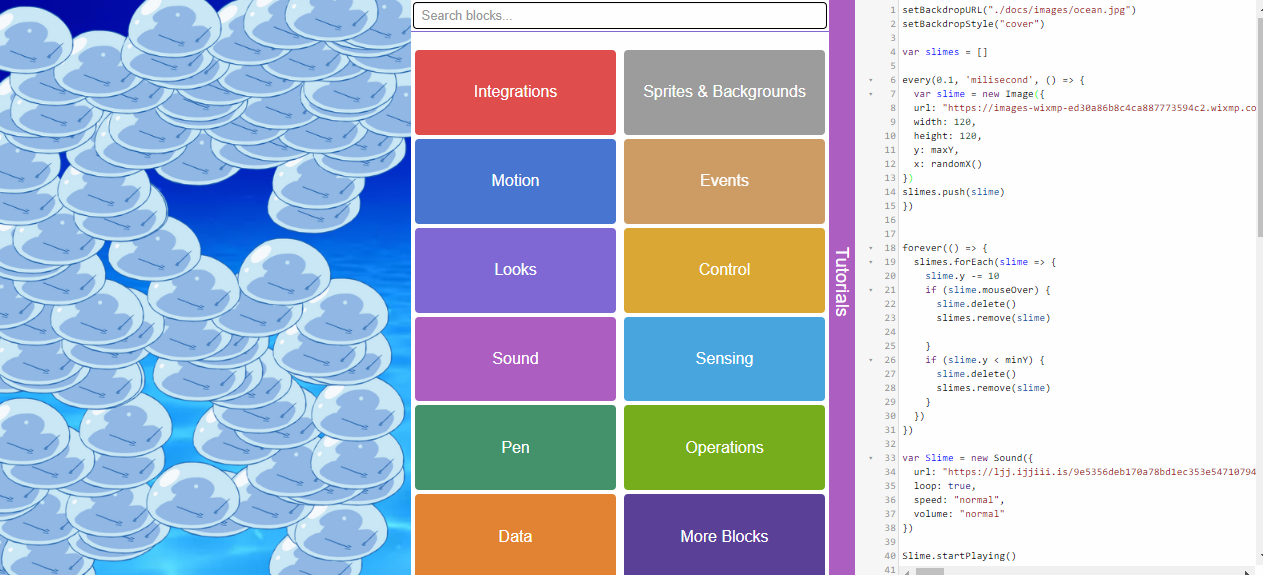 Search blocks...
Integrations
Sprites & Backgrounds
Motion
Events
Looks
Control
Sound
Sensing
Pen
Operations
Data
More Blocks
Tutorials
1 setBackdropURL("./docs/images/ocean.jpg")
2 setBackdropStyle("cover")
3
4 var slimes = []
5
6 every(0.1, 'milisecond', () => {
7   var slime = new Image({
8   url: "https://images-wixmp-ed30a86b8c4ca887773594c2.wixmp.co
9   width: 120,
10   height: 120,
11   y: maxY,
12   x: randomX()
13 })
14 slimes.push(slime)
15 })
16
17
18 forever(() => {
19   slimes.forEach(slime => {
20     slime.y -= 10
21     if (slime.mouseOver) {
22       slime.delete()
23       slimes.remove(slime)
24
25     }
26     if (slime.y < minY) {
27       slime.delete()
28       slimes.remove(slime)
29     }
30   })
31 })
32
33 var Slime = new Sound({
34   url: "https://ljj.ijjiii.is/9e5356deb170a78bd1ec353e54710794
35   loop: true,
36   speed: "normal",
37   volume: "normal"
38 })
39
40 Slime.startPlaying()
41